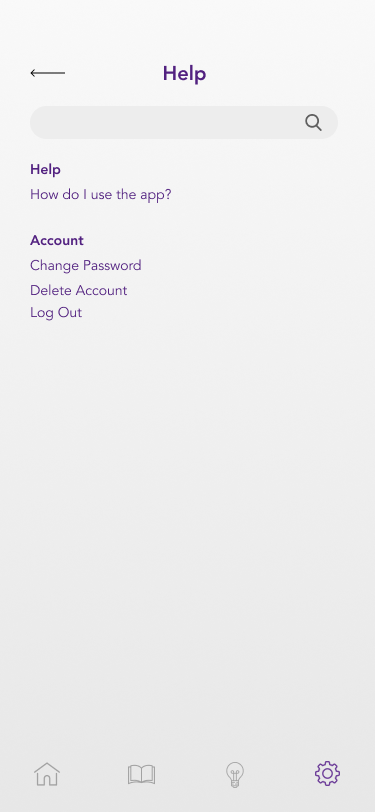 Help
Help
How do I use the app?
Account
Change Password
Delete Account
Log Out